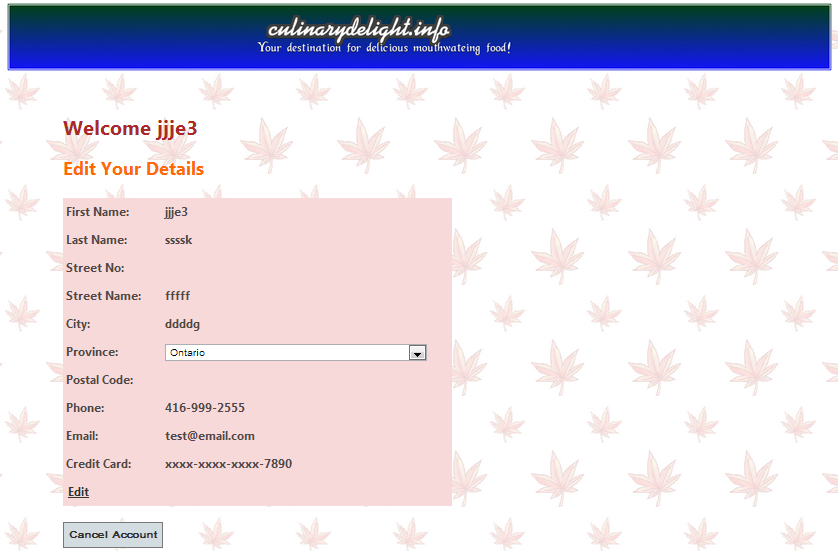 culinarydelight.info
Your destination for delicious mouthwateing food!
Welcome jjje3
Edit Your Details
First Name: jjje3
Last Name: ssssk
Street No:
Street Name: fffff
City: ddddg
Province: Ontario
Postal Code:
Phone: 416-999-2555
Email: test@email.com
Credit Card: xxxx-xxxx-xxxx-7890
Edit
Cancel Account